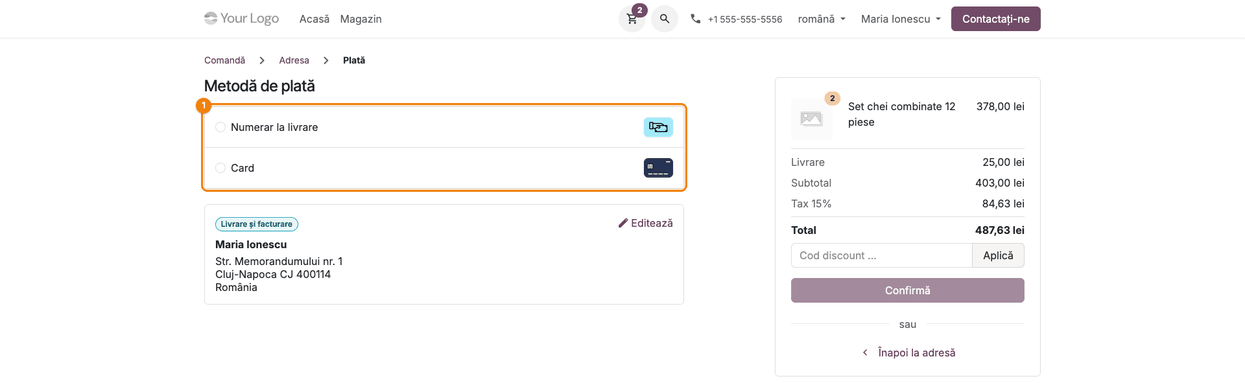 Your Logo Acasă Magazin 2 +1 555-555-5556 română Maria Ionescu Contactați-ne
Comandă > Adresa > Plată
Metodă de plată
1
Numerar la livrare
Card
Livrare și facturare Editează
Maria Ionescu
Str. Memorandumului nr. 1
Cluj-Napoca CJ 400114
România
2
Set chei combinate 12 378,00 lei
piese
Livrare 25,00 lei
Subtotal 403,00 lei
Tax 15% 84,63 lei
Total 487,63 lei
Cod discount ... Aplică
Confirmă
sau
Înapoi la adresă